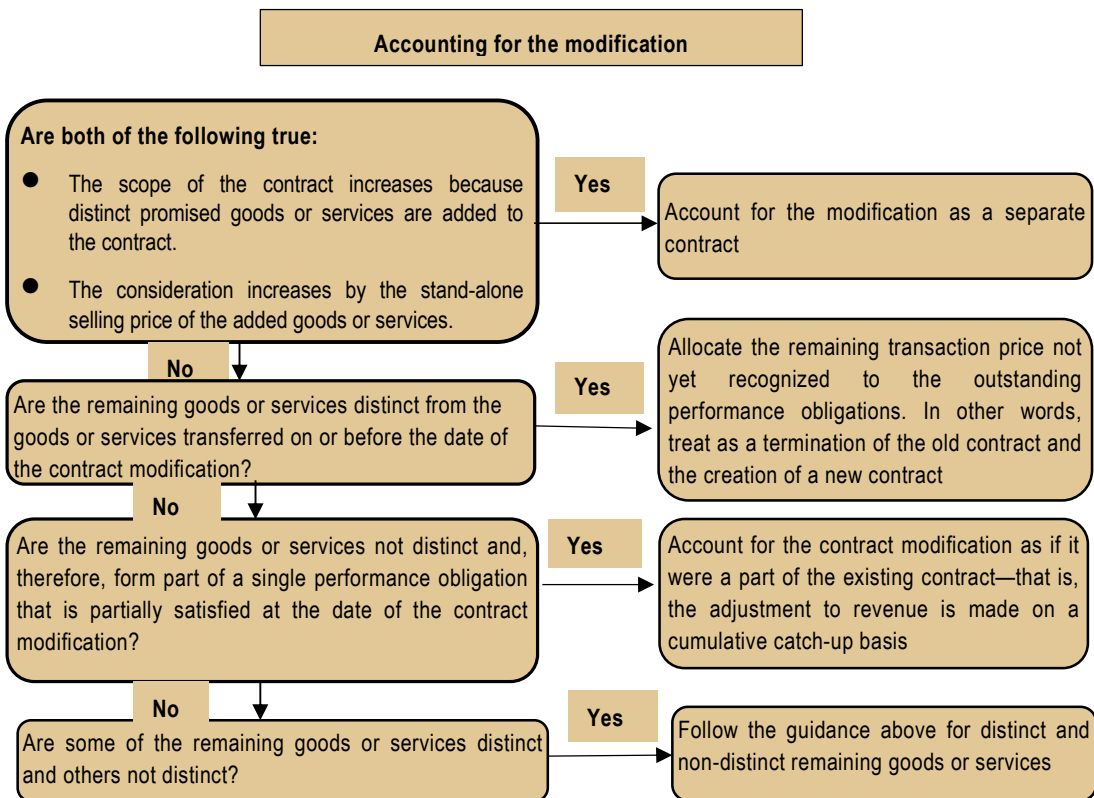 Accounting for the modification
Are both of the following true:
● The scope of the contract increases because
distinct promised goods or services are added to
the contract.
● The consideration increases by the stand-alone
selling price of the added goods or services.
Yes
Account for the modification as a separate
contract
No
Are the remaining goods or services distinct from the
goods or services transferred on or before the date of
the contract modification?
Yes
Allocate the remaining transaction price not
yet recognized to the outstanding
performance obligations. In other words,
treat as a termination of the old contract and
the creation of a new contract
No
Are the remaining goods or services not distinct and,
therefore, form part of a single performance obligation
that is partially satisfied at the date of the contract
modification?
Yes
Account for the contract modification as if it
were a part of the existing contract—that is,
the adjustment to revenue is made on a
cumulative catch-up basis
No
Are some of the remaining goods or services distinct
and others not distinct?
Yes
Follow the guidance above for distinct and
non-distinct remaining goods or services